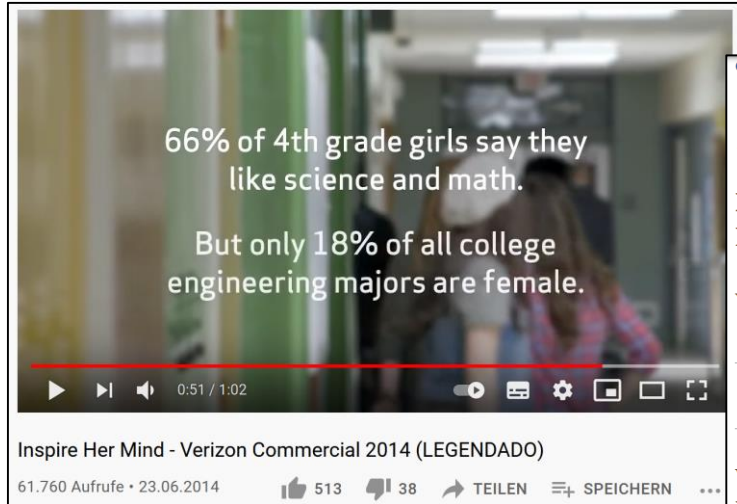 66% of 4th grade girls say they
like science and math.
But only 18% of all college
engineering majors are female.
0:51 / 1:02
Inspire Her Mind - Verizon Commercial 2014 (LEGENDADO)
61.760 Aufrufe • 23.06.2014 513 38 TEILEN SPEICHERN